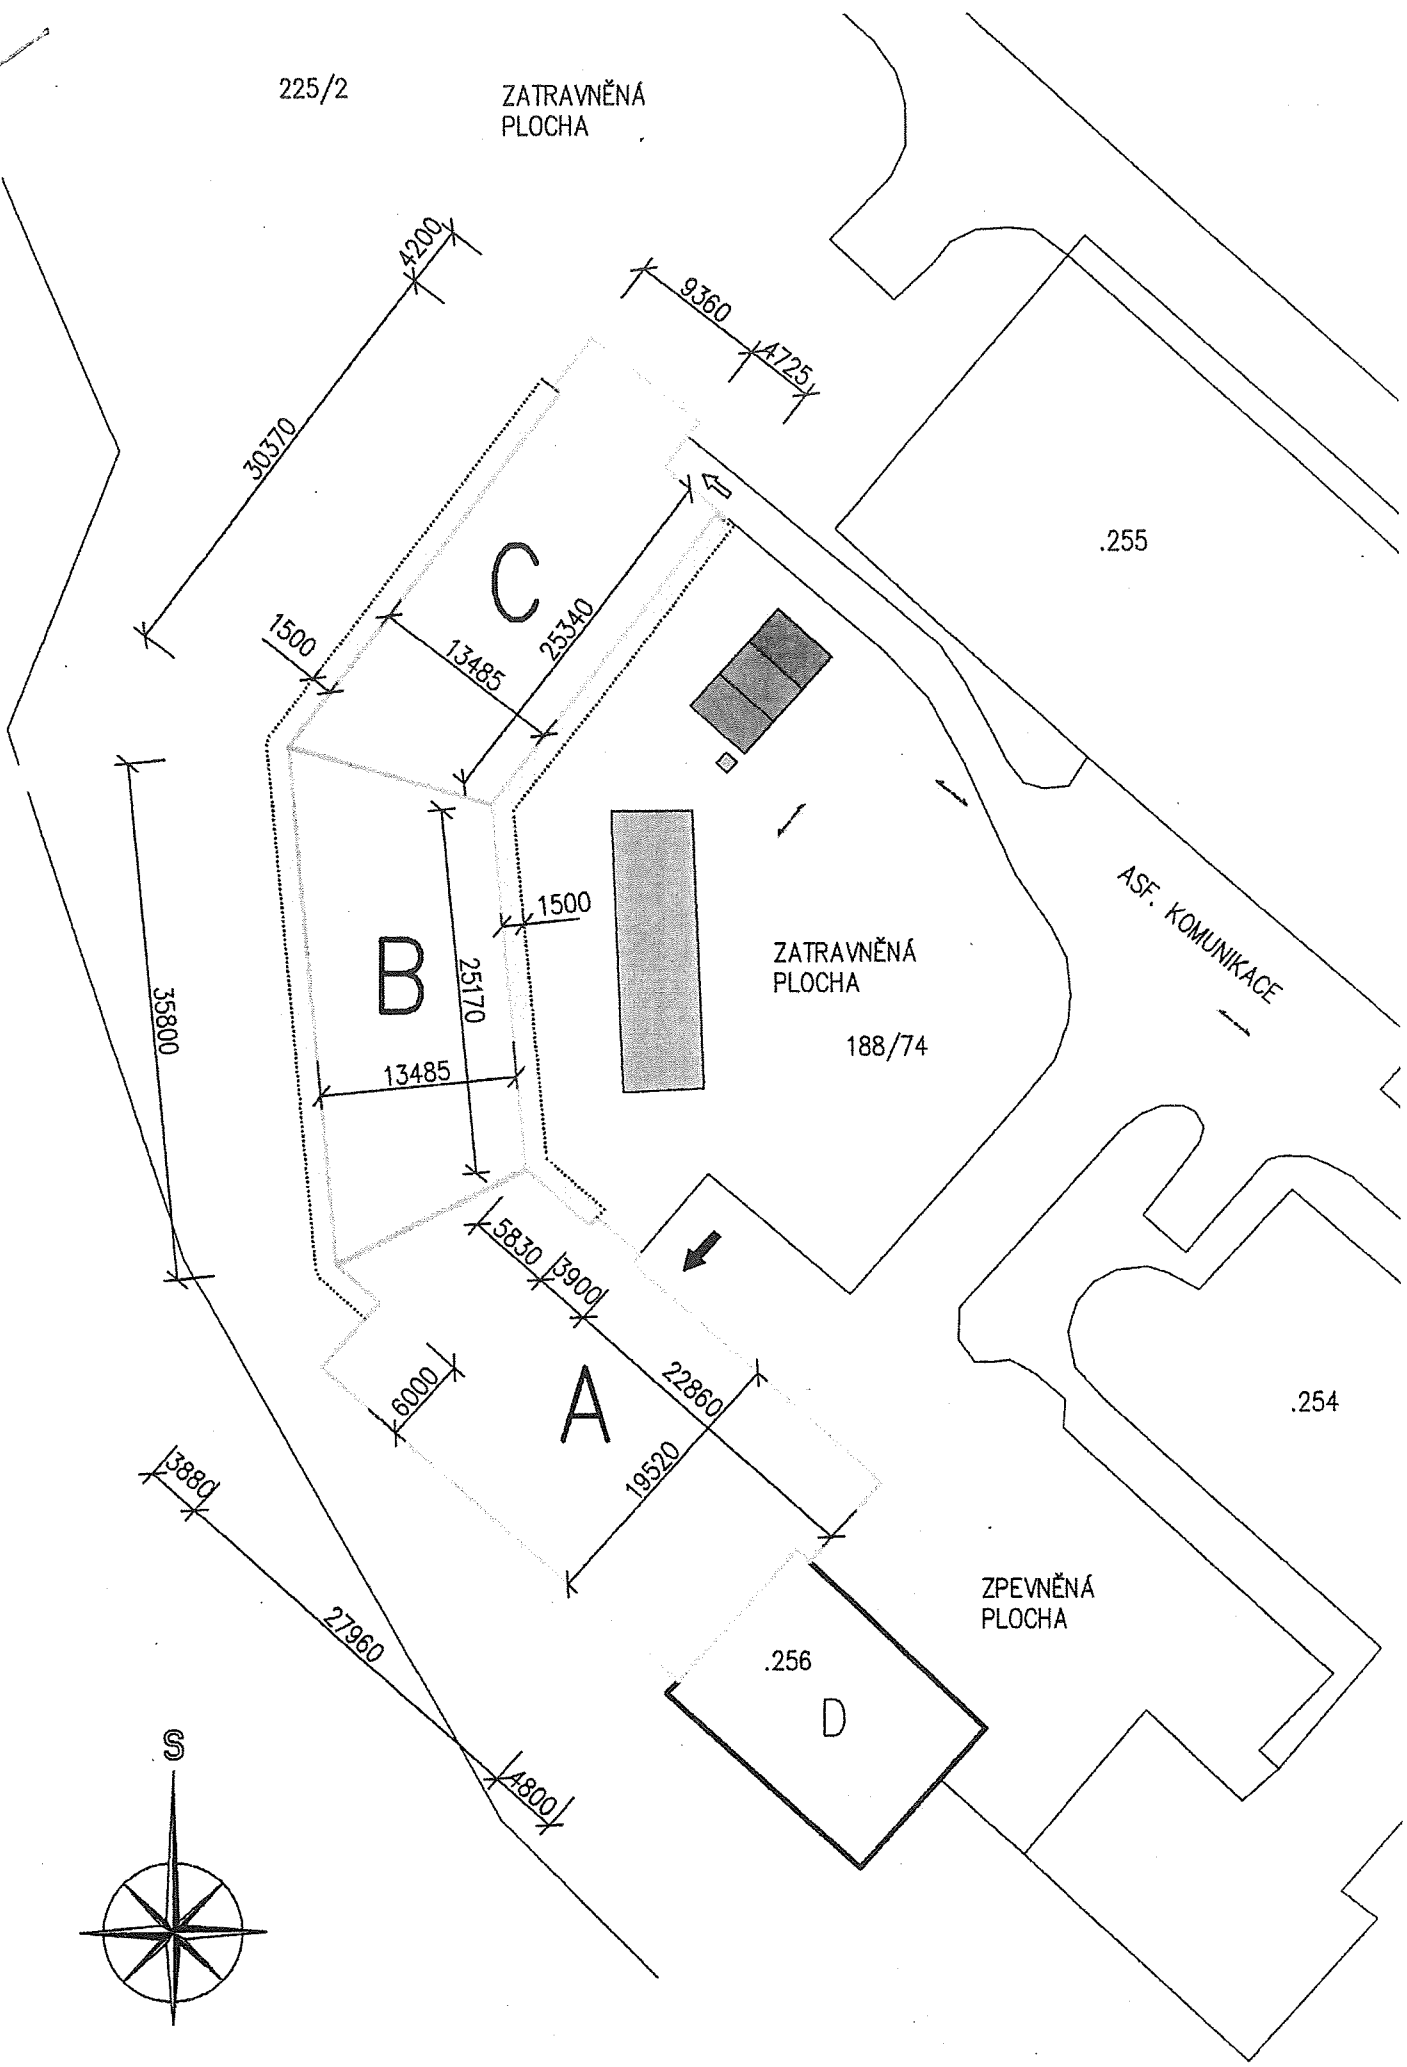 225/2
ZATRAVNĚNÁ
PLOCHA
4200
9360
4725
30370
.255
C
1500
13485
25340
B
1500
25170
ASF. KOMUNIKACE
ZATRAVNĚNÁ
PLOCHA
35800
188/74
13485
5830
3900
6000
A
22860
.254
19520
3880
27960
ZPEVNĚNÁ
PLOCHA
.256
D
S
4800